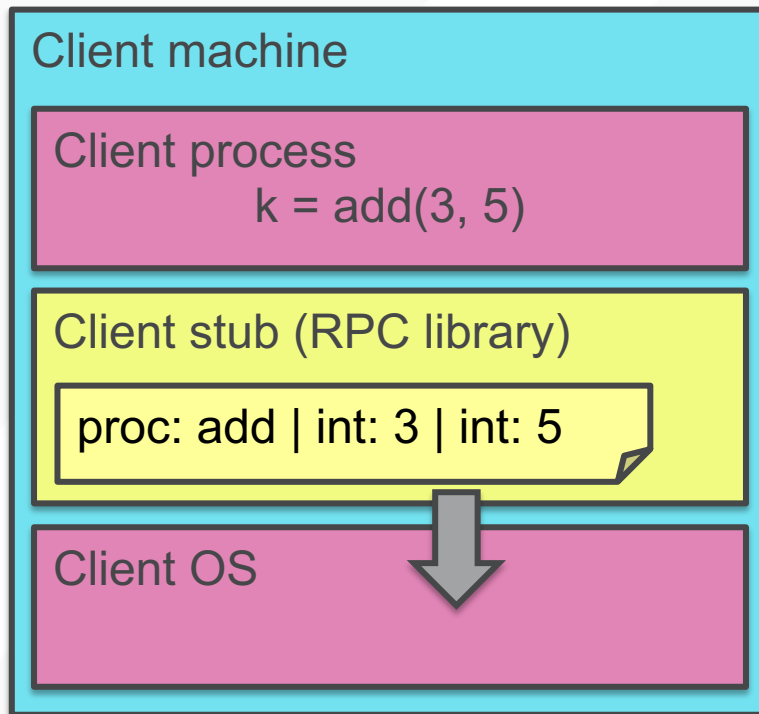 Client machine
Client process
k = add(3, 5)
Client stub (RPC library)
proc: add | int: 3 | int: 5
Client OS